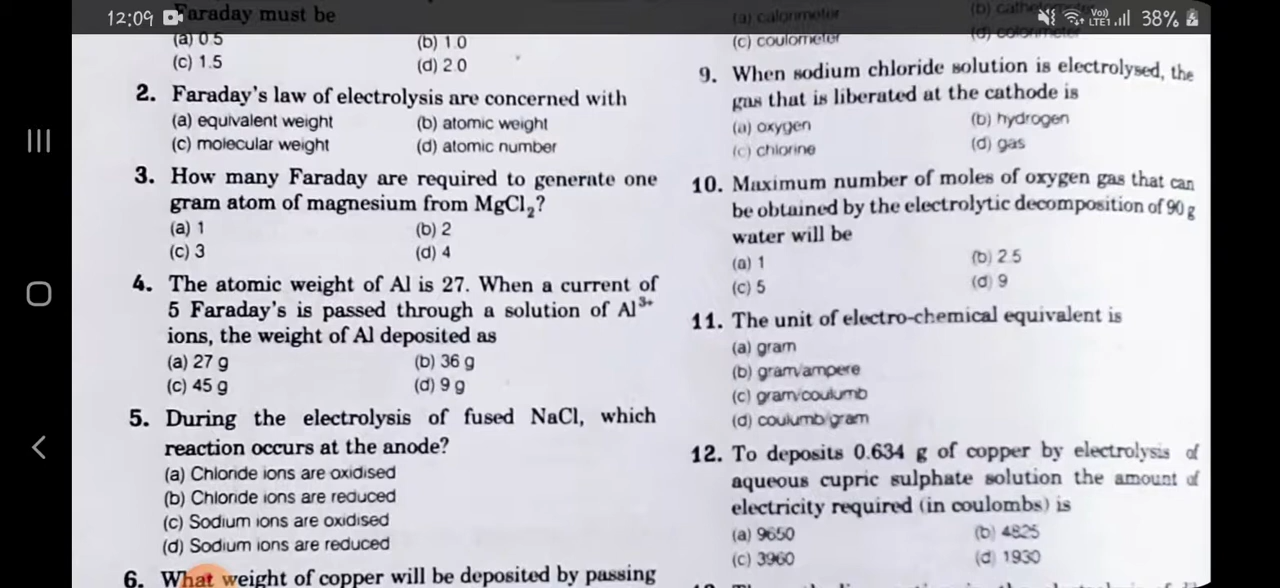 12:09
Vo))
LTE1
38%
Faraday must be
(a) 0.5
(b) 1.0
(c) 1.5
(d) 2.0
2. Faraday's law of electrolysis are concerned with
(a) equivalent weight
(b) atomic weight
(c) molecular weight
(d) atomic number
3. How many Faraday are required to generate one
gram atom of magnesium from MgCl₂?
(a) 1
(b) 2
(c) 3
(d) 4
4. The atomic weight of Al is 27. When a current of
5 Faraday's is passed through a solution of Al³⁺
ions, the weight of Al deposited as
(a) 27 g
(b) 36 g
(c) 45 g
(d) 9 g
5. During the electrolysis of fused NaCl, which
reaction occurs at the anode?
(a) Chloride ions are oxidised
(b) Chloride ions are reduced
(c) Sodium ions are oxidised
(d) Sodium ions are reduced
6. What weight of copper will be deposited by passing
(a) calorimeter
(b)
(c) coulometer
(d) colorimeter
9. When sodium chloride solution is electrolysed, the
gas that is liberated at the cathode is
(a) oxygen
(b) hydrogen
(c) chlorine
(d) gas
10. Maximum number of moles of oxygen gas that can
be obtained by the electrolytic decomposition of 90 g
water will be
(a) 1
(b) 2.5
(c) 5
(d) 9
11. The unit of electro-chemical equivalent is
(a) gram
(b) gram/ampere
(c) gram/coulumb
(d) coulumb/gram
12. To deposits 0.634 g of copper by electrolysis of
aqueous cupric sulphate solution the amount of
electricity required (in coulombs) is
(a) 9650
(b) 4825
(c) 3960
(d) 1930